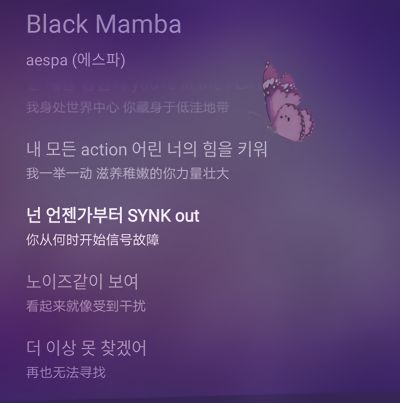 Black Mamba
aespa (에스파)
我身处世界中心 你藏身于低洼地带
내 모든 action 어린 너의 힘을 키워
我一举一动 滋养稚嫩的你力量壮大
넌 언젠가부터 SYNK out
你从何时开始信号故障
노이즈같이 보여
看起来就像受到干扰
더 이상 못 찾겠어
再也无法寻找